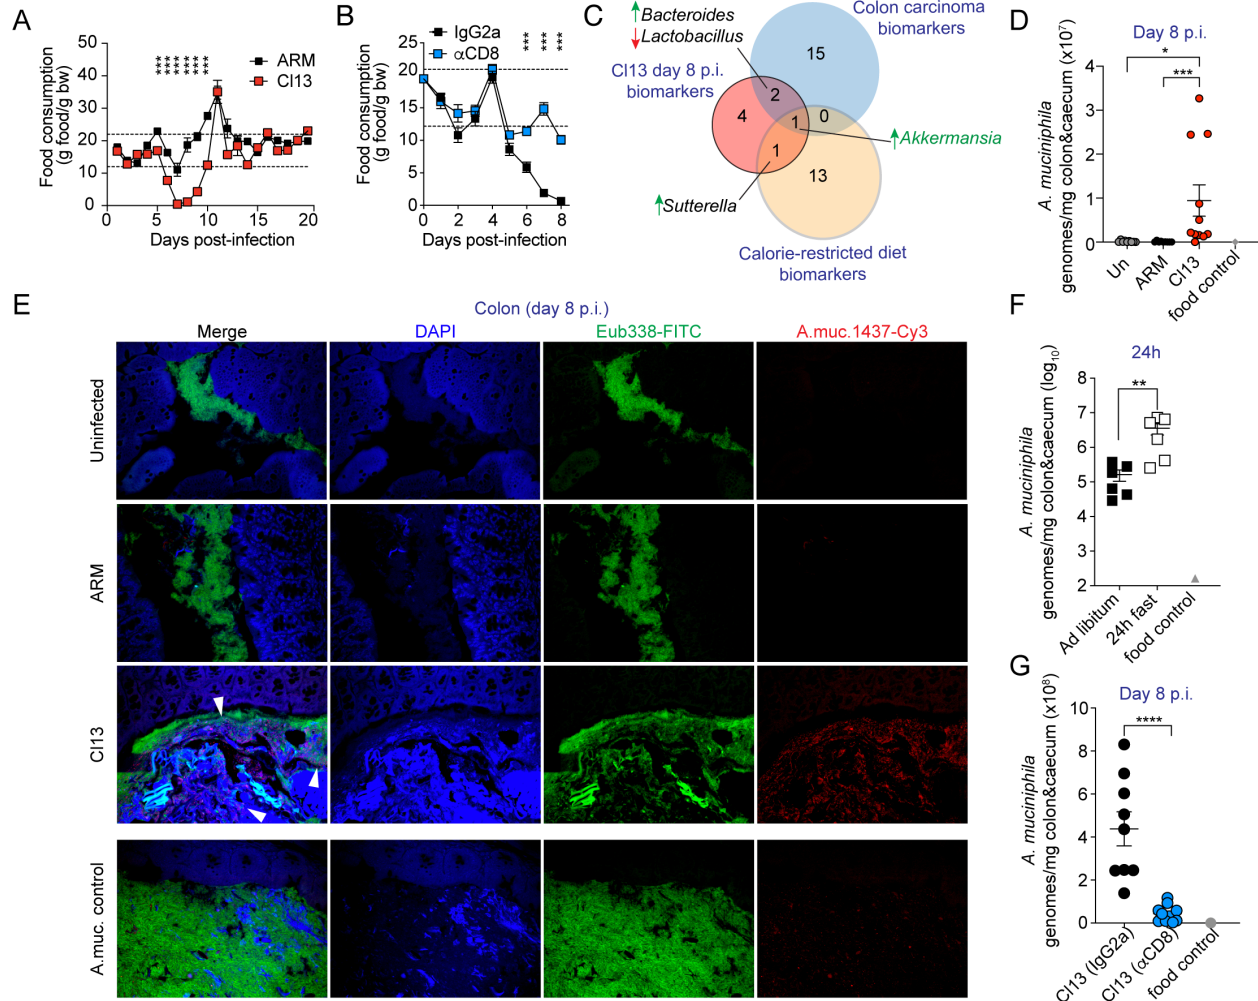 A
Food consumption
(g food/g bw)
50
40
30
20
10
0
***
***
***
***
***
***
ARM
Cl13
0
5
10
15
20
Days post-infection
B
Food consumption
(g food/g bw)
25
20
15
10
5
0
IgG2a
αCD8
***
***
***
0
2
4
6
8
Days post-infection
C
Bacteroides
Lactobacillus
Cl13 day 8 p.i.
biomarkers
Colon carcinoma
biomarkers
15
2
4
1
0
1
13
Akkermansia
Sutterella
Calorie-restricted diet
biomarkers
D
Day 8 p.i.
A. muciniphila
genomes/mg colon&caecum (x10⁷)
*
***
4
3
2
1
0
Un
ARM
Cl13
food control
E
Colon (day 8 p.i.)
Merge
DAPI
Eub338-FITC
A.muc.1437-Cy3
Uninfected
ARM
Cl13
A.muc. control
F
24h
A. muciniphila
genomes/mg colon&caecum (log₁₀)
**
8
7
6
5
4
3
2
Ad libitum
24h fast
food control
G
Day 8 p.i.
A. muciniphila
genomes/mg colon&caecum (x10⁸)
****
10
8
6
4
2
0
Cl13 (IgG2a)
Cl13 (αCD8)
food control